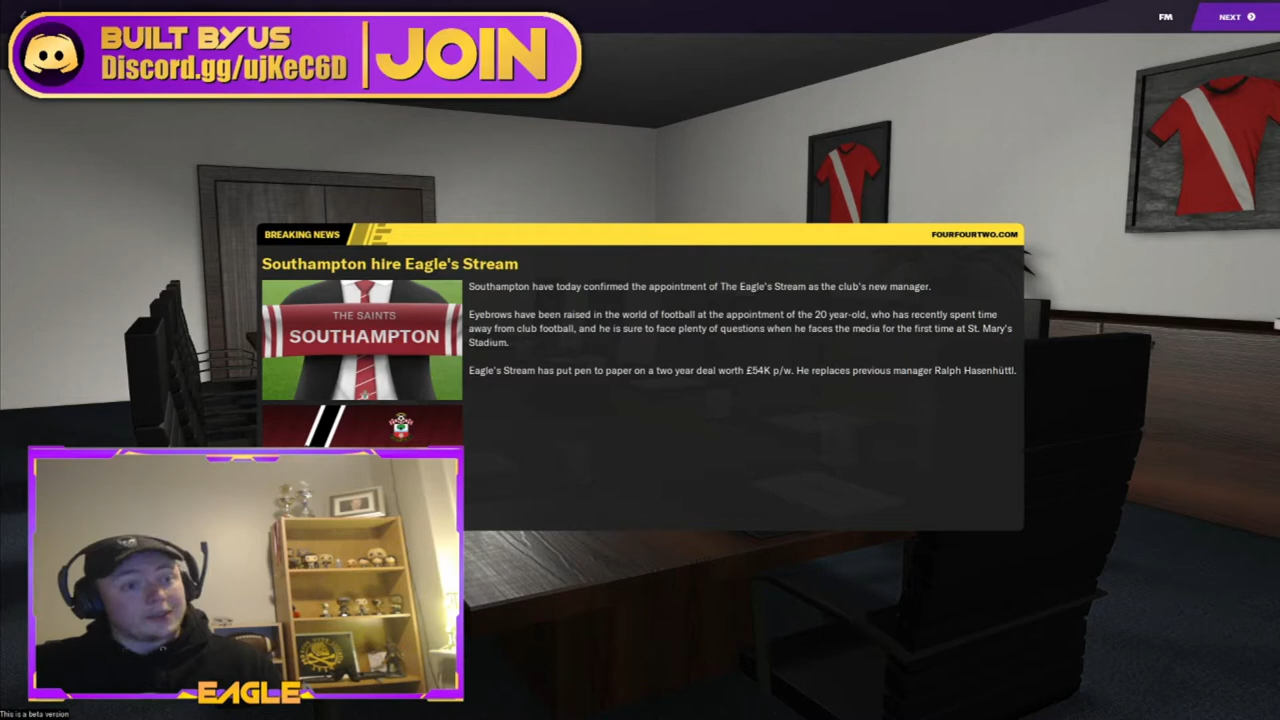 FM
NEXT
BUILT BY US
Discord.gg/ujKeC6D
JOIN
BREAKING NEWS
FOURFOURTWO.COM
Southampton hire Eagle's Stream
THE SAINTS
SOUTHAMPTON
Southampton have today confirmed the appointment of The Eagle's Stream as the club's new manager.
Eyebrows have been raised in the world of football at the appointment of the 20 year-old, who has recently spent time
away from club football, and he is sure to face plenty of questions when he faces the media for the first time at St. Mary's
Stadium.
Eagle's Stream has put pen to paper on a two year deal worth £54K p/w. He replaces previous manager Ralph Hasenhüttl.
EAGLE
This is a beta version